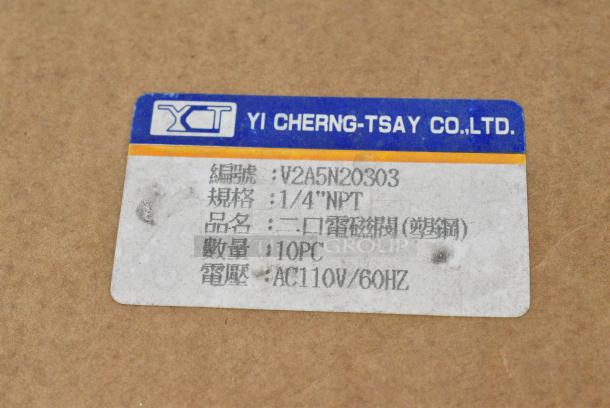 YCT YI CHERNG-TSAY CO.,LTD.
編號 :V2A5N20303
規格 :1/4"NPT
品名 :二口電磁閥(塑鋼)
數量 :10PC
GROUP
電壓 :AC110V/60HZ